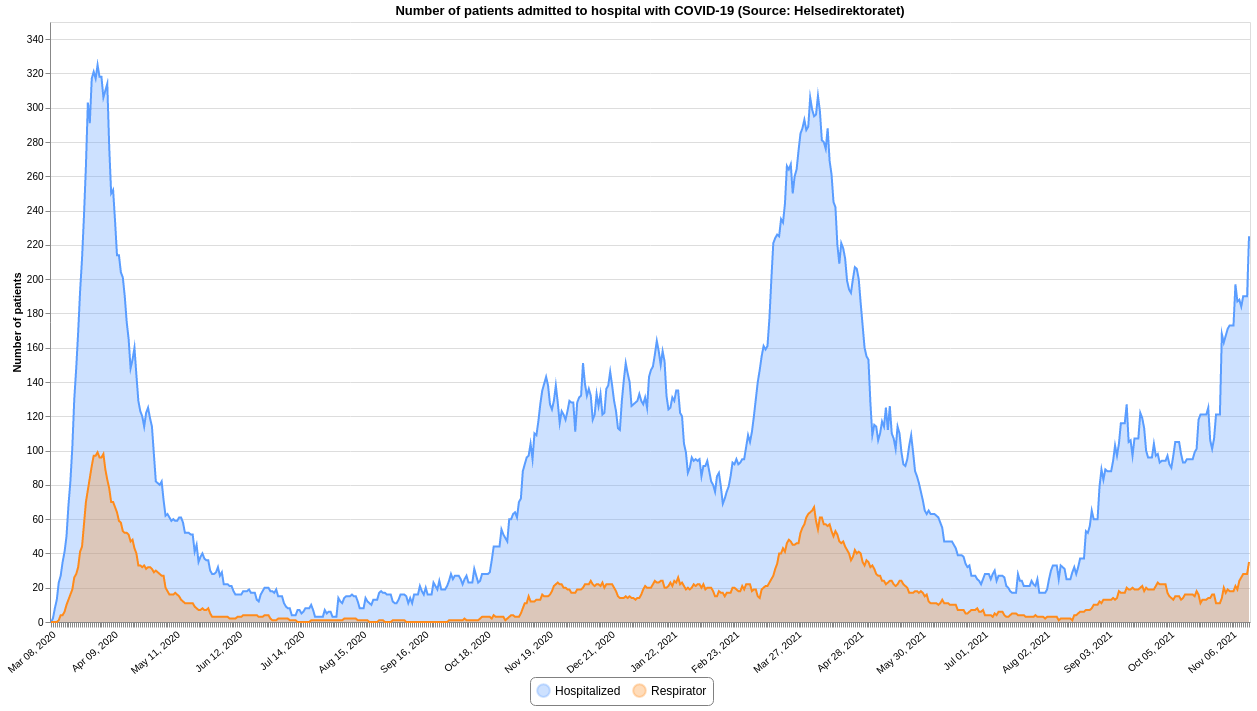 Number of patients admitted to hospital with COVID-19 (Source: Helsedirektoratet)
Number of patients
340
320
300
280
260
240
220
200
180
160
140
120
100
80
60
40
20
0
Mar 08, 2020
Apr 09, 2020
May 11, 2020
Jun 12, 2020
Jul 14, 2020
Aug 15, 2020
Sep 16, 2020
Oct 18, 2020
Nov 19, 2020
Dec 21, 2020
Jan 22, 2021
Feb 23, 2021
Mar 27, 2021
Apr 28, 2021
May 30, 2021
Jul 01, 2021
Aug 02, 2021
Sep 03, 2021
Oct 05, 2021
Nov 06, 2021
Hospitalized
Respirator